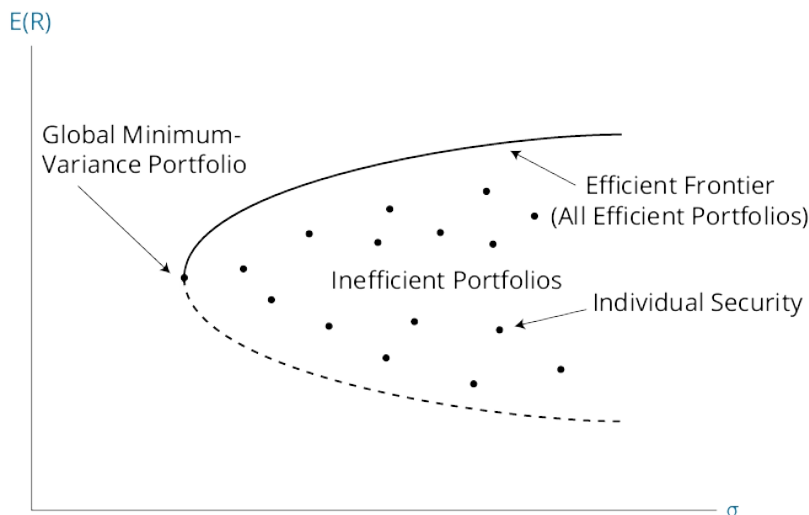 E(R)
Global Minimum-
Variance Portfolio
Efficient Frontier
(All Efficient Portfolios)
Inefficient Portfolios
Individual Security
σ